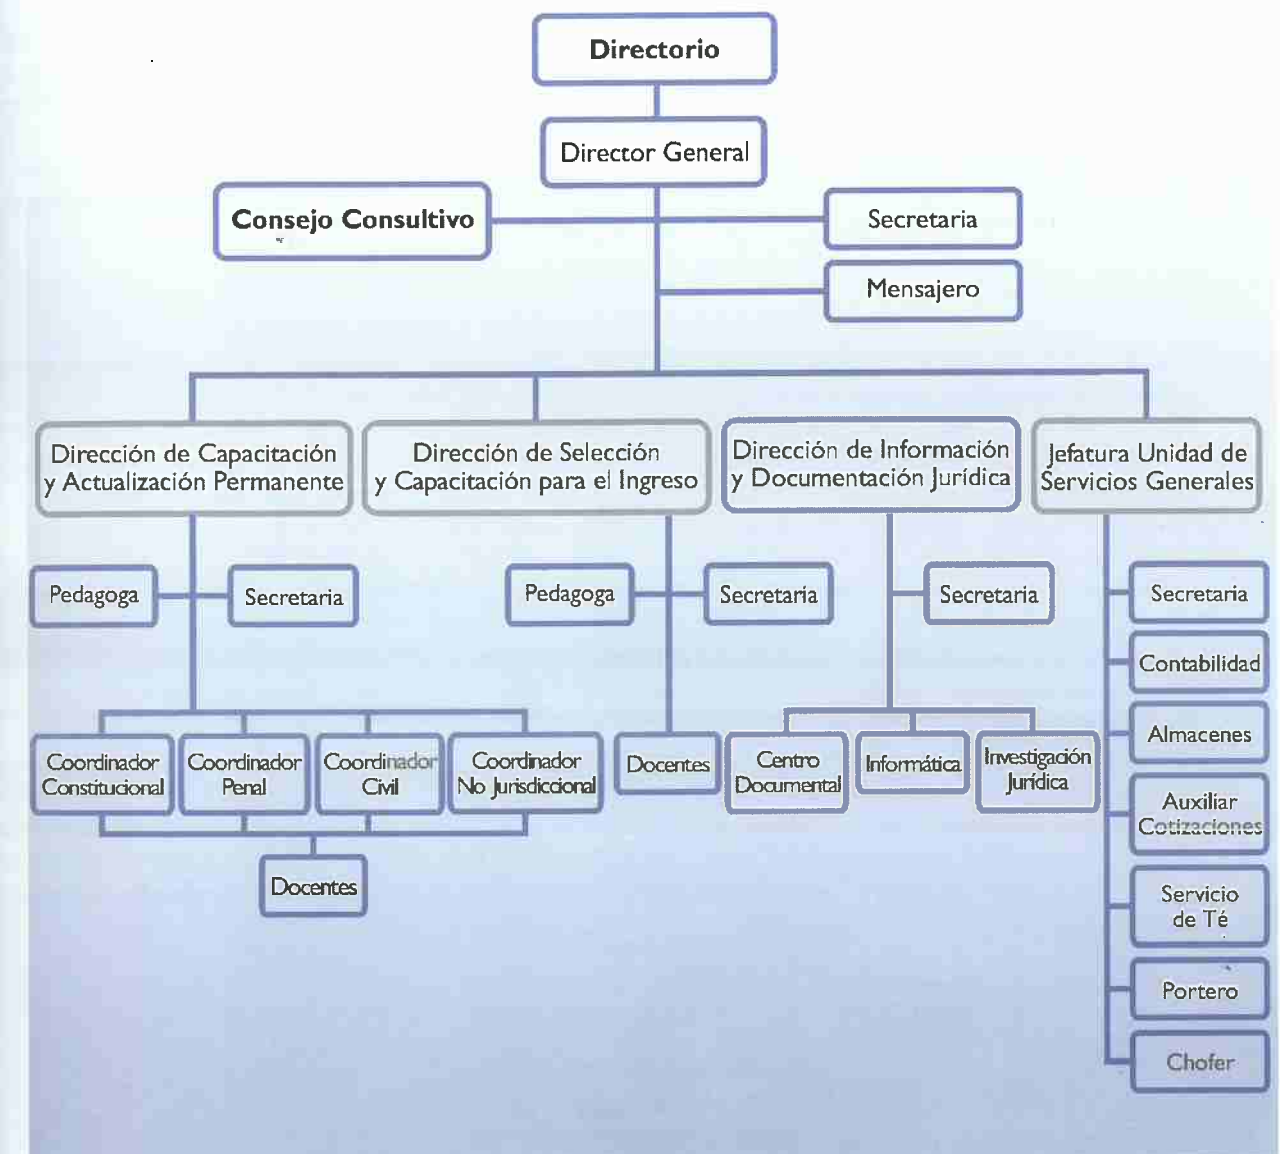 Directorio
Director General
Consejo Consultivo
Secretaria
Mensajero
Dirección de Capacitación
y Actualización Permanente
Dirección de Selección
y Capacitación para el Ingreso
Dirección de Información
y Documentación Jurídica
Jefatura Unidad de
Servicios Generales
Pedagoga
Secretaria
Pedagoga
Secretaria
Secretaria
Secretaria
Contabilidad
Almacenes
Auxiliar
Cotizaciones
Servicio
de Té
Portero
Chofer
Coordinador
Constitucional
Coordinador
Penal
Coordinador
Civil
Coordinador
No Jurisdiccional
Docentes
Docentes
Centro
Documental
Informática
Investigación
Jurídica